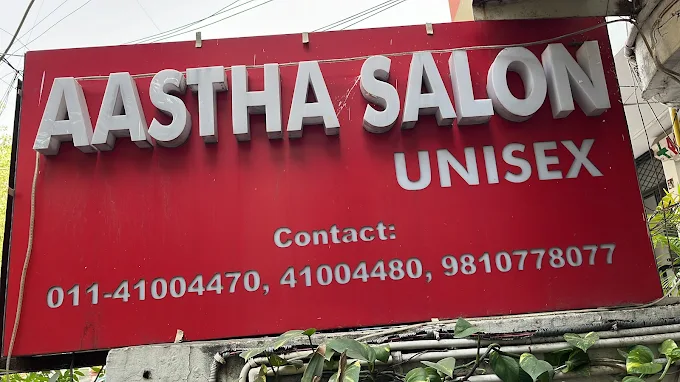 AASTHA SALON
UNISEX
Contact:
011-41004470, 41004480, 9810778077